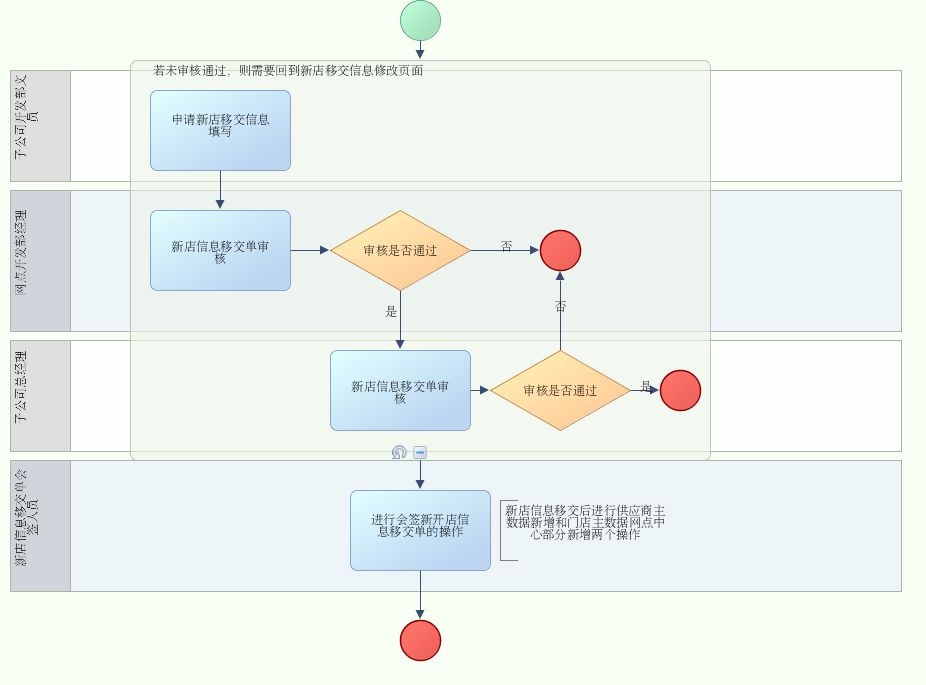 若未审核通过，则需要回到新店移交信息修改页面
子公司开发部文
员
申请新店移交信息
填写
网点开发部经理
新店信息移交单审
核
审核是否通过
否
是
否
子公司总经理
新店信息移交单审
核
审核是否通过
是
新店信息移交单会
签人员
进行会签新开店信
息移交单的操作
新店信息移交后进行供应商主
数据新增和门店主数据网点中
心部分新增两个操作